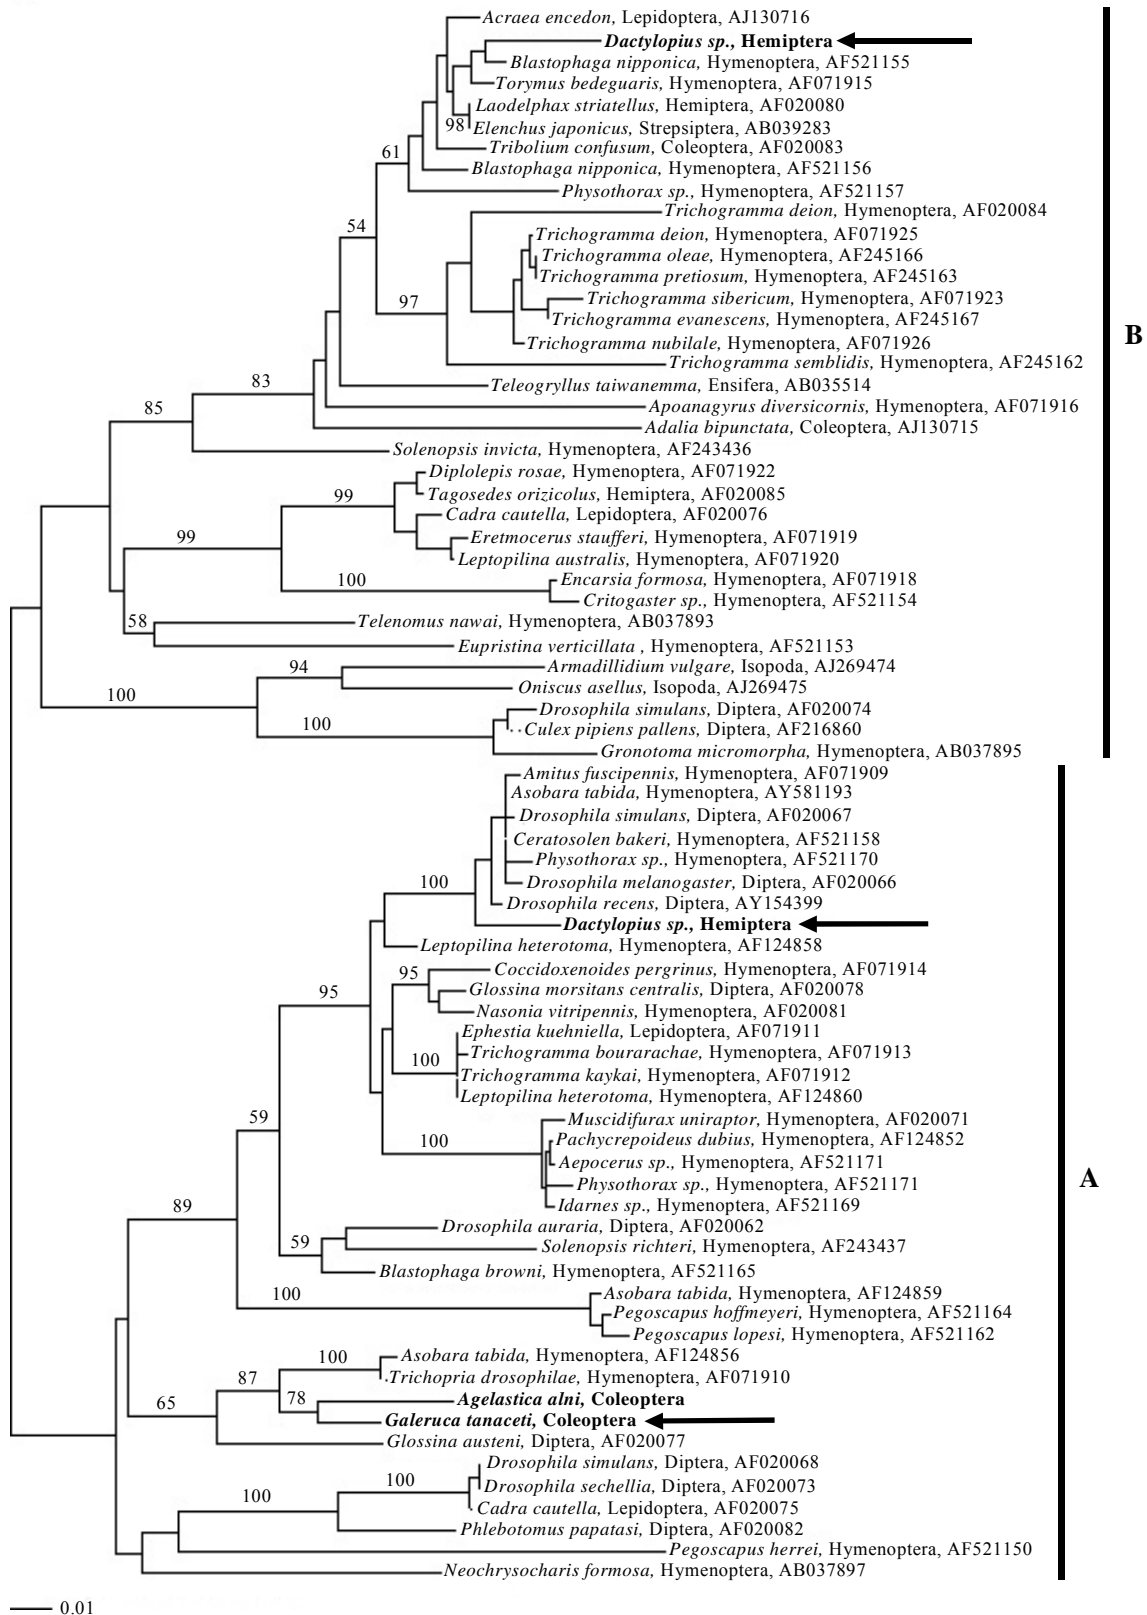 Acraea encedon, Lepidoptera, AJ130716
Dactylopius sp., Hemiptera
Blastophaga nipponica, Hymenoptera, AF521155
Torymus bedeguaris, Hymenoptera, AF071915
Laodelphax striatellus, Hemiptera, AF020080
98
Elenchus japonicus, Strepsiptera, AB039283
Tribolium confusum, Coleoptera, AF020083
61
Blastophaga nipponica, Hymenoptera, AF521156
Physothorax sp., Hymenoptera, AF521157
Trichogramma deion, Hymenoptera, AF020084
54
Trichogramma deion, Hymenoptera, AF071925
Trichogramma oleae, Hymenoptera, AF245166
Trichogramma pretiosum, Hymenoptera, AF245163
97
Trichogramma sibericum, Hymenoptera, AF071923
Trichogramma evanescens, Hymenoptera, AF245167
B
Trichogramma nubilale, Hymenoptera, AF071926
Trichogramma semblidis, Hymenoptera, AF245162
83
Teleogryllus taiwanemma, Ensifera, AB035514
85
Apoanagyrus diversicornis, Hymenoptera, AF071916
Adalia bipunctata, Coleoptera, AJ130715
Solenopsis invicta, Hymenoptera, AF243436
Diplolepis rosae, Hymenoptera, AF071922
99
Tagosedes orizicolus, Hemiptera, AF020085
Cadra cautella, Lepidoptera, AF020076
99
Eretmocerus staufferi, Hymenoptera, AF071919
Leptopilina australis, Hymenoptera, AF071920
100
Encarsia formosa, Hymenoptera, AF071918
Critogaster sp., Hymenoptera, AF521154
58
Telenomus nawai, Hymenoptera, AB037893
Eupristina verticillata , Hymenoptera, AF521153
94
Armadillidium vulgare, Isopoda, AJ269474
100
Oniscus asellus, Isopoda, AJ269475
Drosophila simulans, Diptera, AF020074
100
Culex pipiens pallens, Diptera, AF216860
Gronotoma micromorpha, Hymenoptera, AB037895
Amitus fuscipennis, Hymenoptera, AF071909
Asobara tabida, Hymenoptera, AY581193
Drosophila simulans, Diptera, AF020067
Ceratosolen bakeri, Hymenoptera, AF521158
Physothorax sp., Hymenoptera, AF521170
100
Drosophila melanogaster, Diptera, AF020066
Drosophila recens, Diptera, AY154399
Dactylopius sp., Hemiptera
Leptopilina heterotoma, Hymenoptera, AF124858
95
Coccidoxenoides pergrinus, Hymenoptera, AF071914
95
Glossina morsitans centralis, Diptera, AF020078
Nasonia vitripennis, Hymenoptera, AF020081
Ephestia kuehniella, Lepidoptera, AF071911
100
Trichogramma bourarachae, Hymenoptera, AF071913
Trichogramma kaykai, Hymenoptera, AF071912
Leptopilina heterotoma, Hymenoptera, AF124860
59
Muscidifurax uniraptor, Hymenoptera, AF020071
100
Pachycrepoideus dubius, Hymenoptera, AF124852
Aepocerus sp., Hymenoptera, AF521171
A
Physothorax sp., Hymenoptera, AF521171
89
Idarnes sp., Hymenoptera, AF521169
Drosophila auraria, Diptera, AF020062
59
Solenopsis richteri, Hymenoptera, AF243437
Blastophaga browni, Hymenoptera, AF521165
100
Asobara tabida, Hymenoptera, AF124859
Pegoscapus hoffmeyeri, Hymenoptera, AF521164
Pegoscapus lopesi, Hymenoptera, AF521162
100
Asobara tabida, Hymenoptera, AF124856
87
Trichopria drosophilae, Hymenoptera, AF071910
65
78
Agelastica alni, Coleoptera
Galeruca tanaceti, Coleoptera
Glossina austeni, Diptera, AF020077
Drosophila simulans, Diptera, AF020068
100
Drosophila sechellia, Diptera, AF020073
100
Cadra cautella, Lepidoptera, AF020075
Phlebotomus papatasi, Diptera, AF020082
Pegoscapus herrei, Hymenoptera, AF521150
Neochrysocharis formosa, Hymenoptera, AB037897
0.01